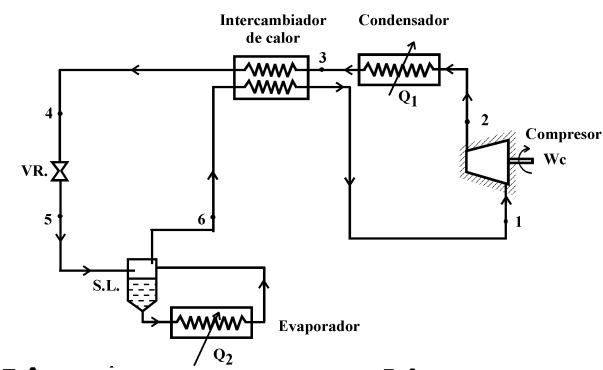 Intercambiador
de calor
Condensador
3
Q1
4
2
Compresor
Wc
VR.
5
6
1
S.L.
Evaporador
Q2